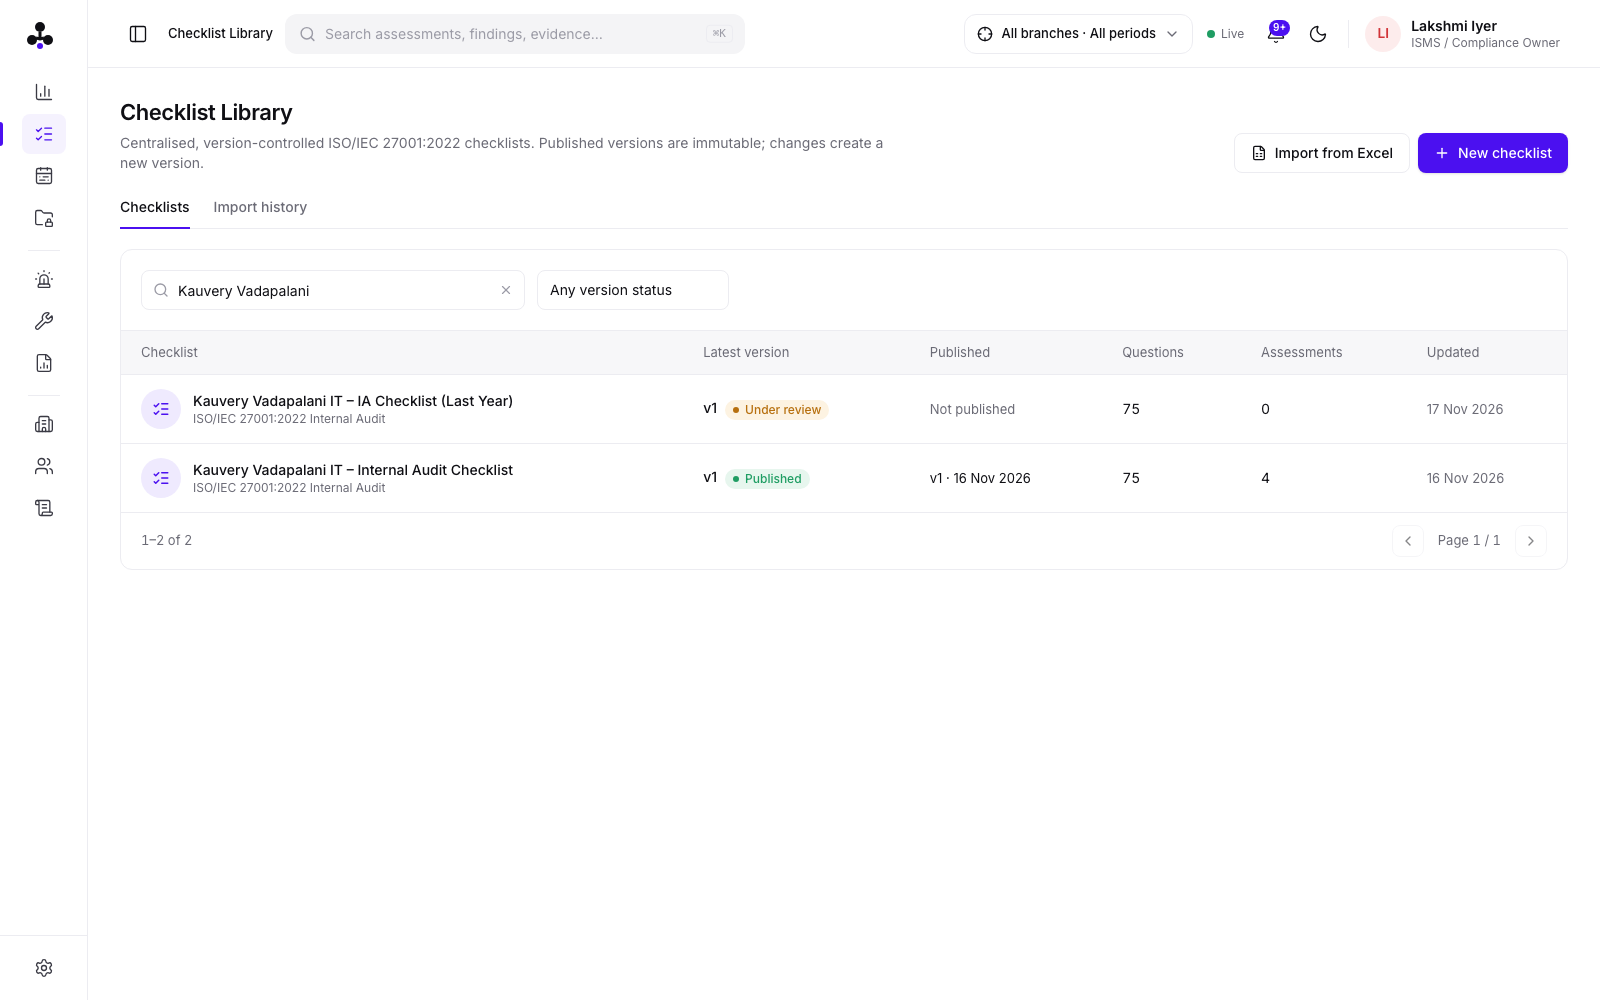 Checklist Library
Search assessments, findings, evidence...
⌘K
All branches · All periods
Live
9+
LI
Lakshmi Iyer
ISMS / Compliance Owner
Checklist Library
Centralised, version-controlled ISO/IEC 27001:2022 checklists. Published versions are immutable; changes create a
new version.
Import from Excel
New checklist
Checklists
Import history
Kauvery Vadapalani
Any version status
Checklist
Latest version
Published
Questions
Assessments
Updated
Kauvery Vadapalani IT – IA Checklist (Last Year)
ISO/IEC 27001:2022 Internal Audit
v1
Under review
Not published
75
0
17 Nov 2026
Kauvery Vadapalani IT – Internal Audit Checklist
ISO/IEC 27001:2022 Internal Audit
v1
Published
v1 · 16 Nov 2026
75
4
16 Nov 2026
1–2 of 2
Page 1 / 1